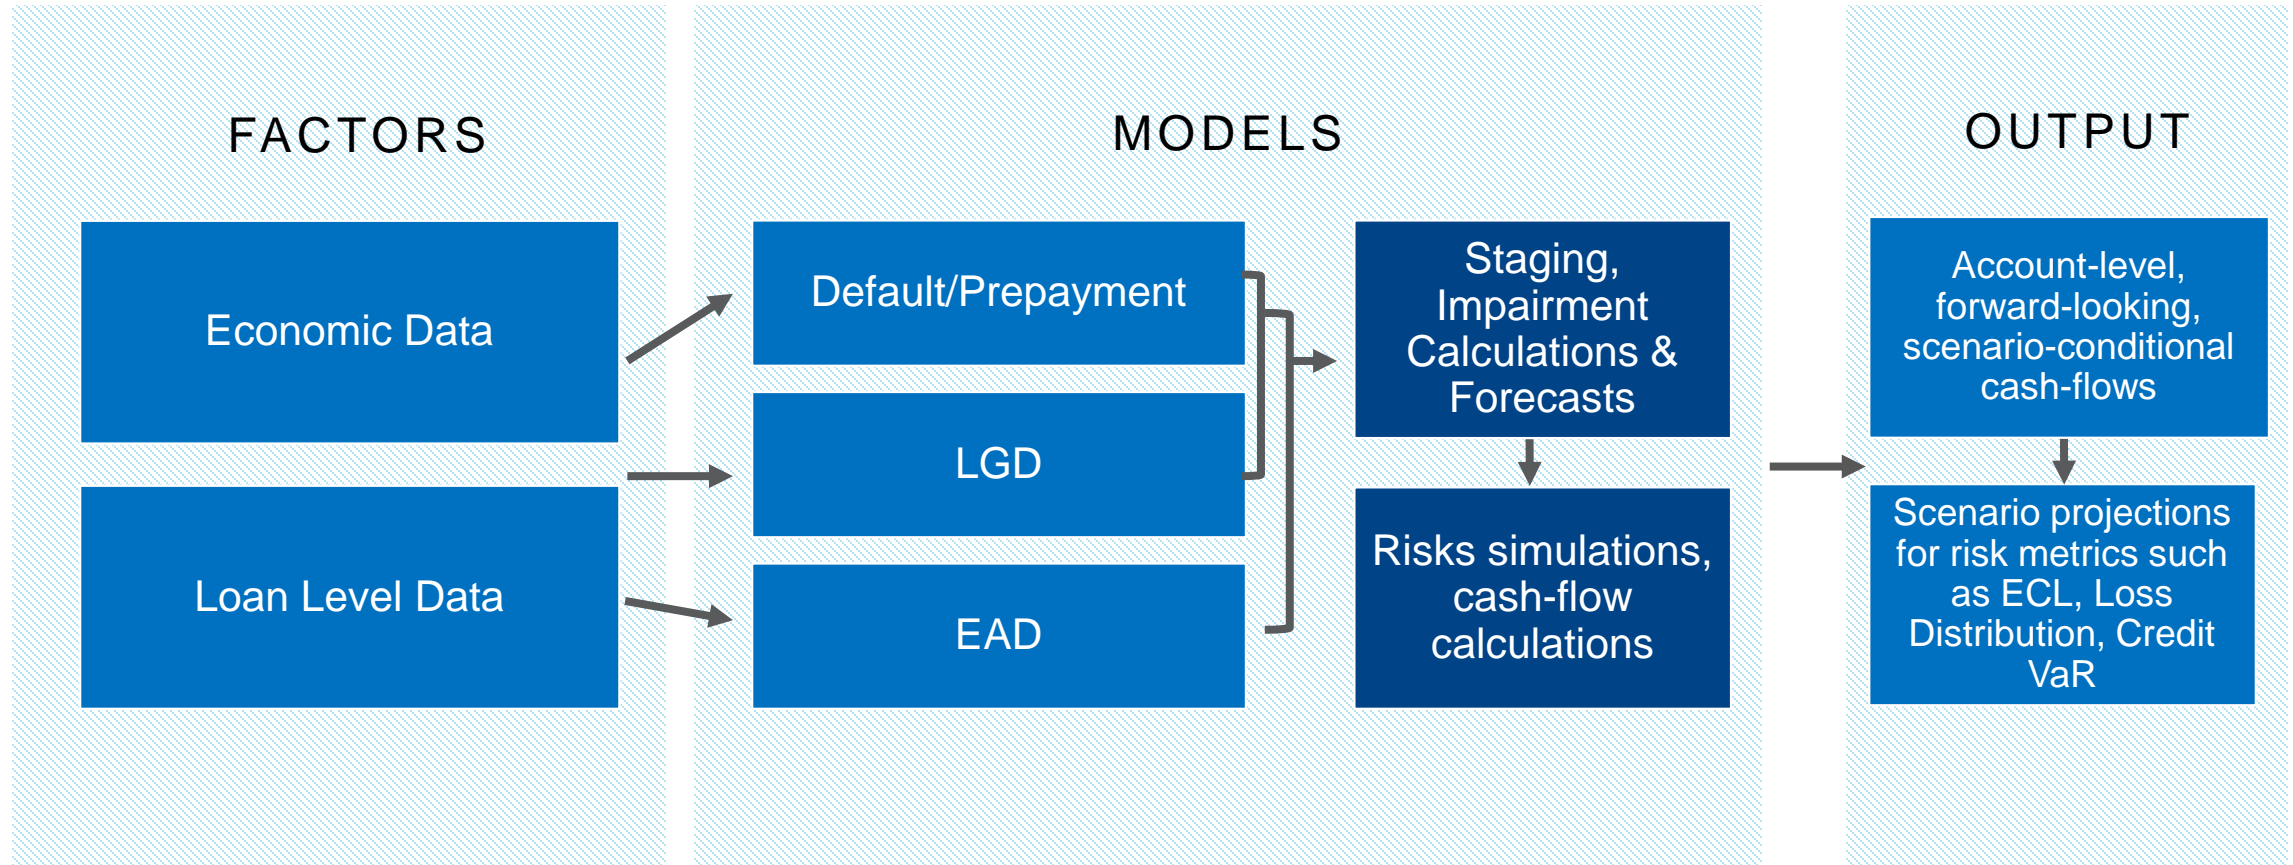 FACTORS
Economic Data
Loan Level Data
MODELS
Default/Prepayment
LGD
EAD
Staging,
Impairment
Calculations &
Forecasts
Risks simulations,
cash-flow
calculations
OUTPUT
Account-level,
forward-looking,
scenario-conditional
cash-flows
Scenario projections
for risk metrics such
as ECL, Loss
Distribution, Credit
VaR